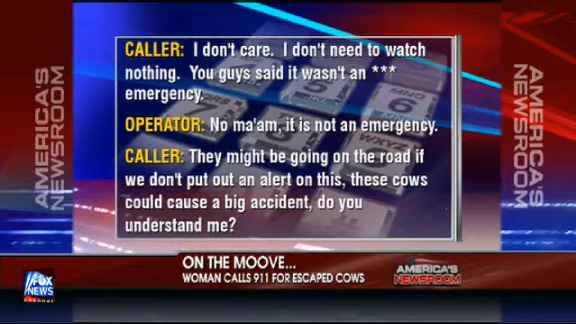 CALLER: I don't care. I don't need to watch
nothing. You guys said it wasn't an ***
emergency.
OPERATOR: No ma'am, it is not an emergency.
CALLER: They might be going on the road if
we don't put out an alert on this, these cows
could cause a big accident, do you
understand me?
AMERICA'S
NEWSROOM
AMERICA'S
NEWSROOM
MNO
6
WXYZ
ON THE MOOVE...
WOMAN CALLS 911 FOR ESCAPED COWS
AMERICA'S
NEWSROOM
FOX
NEWS
channel